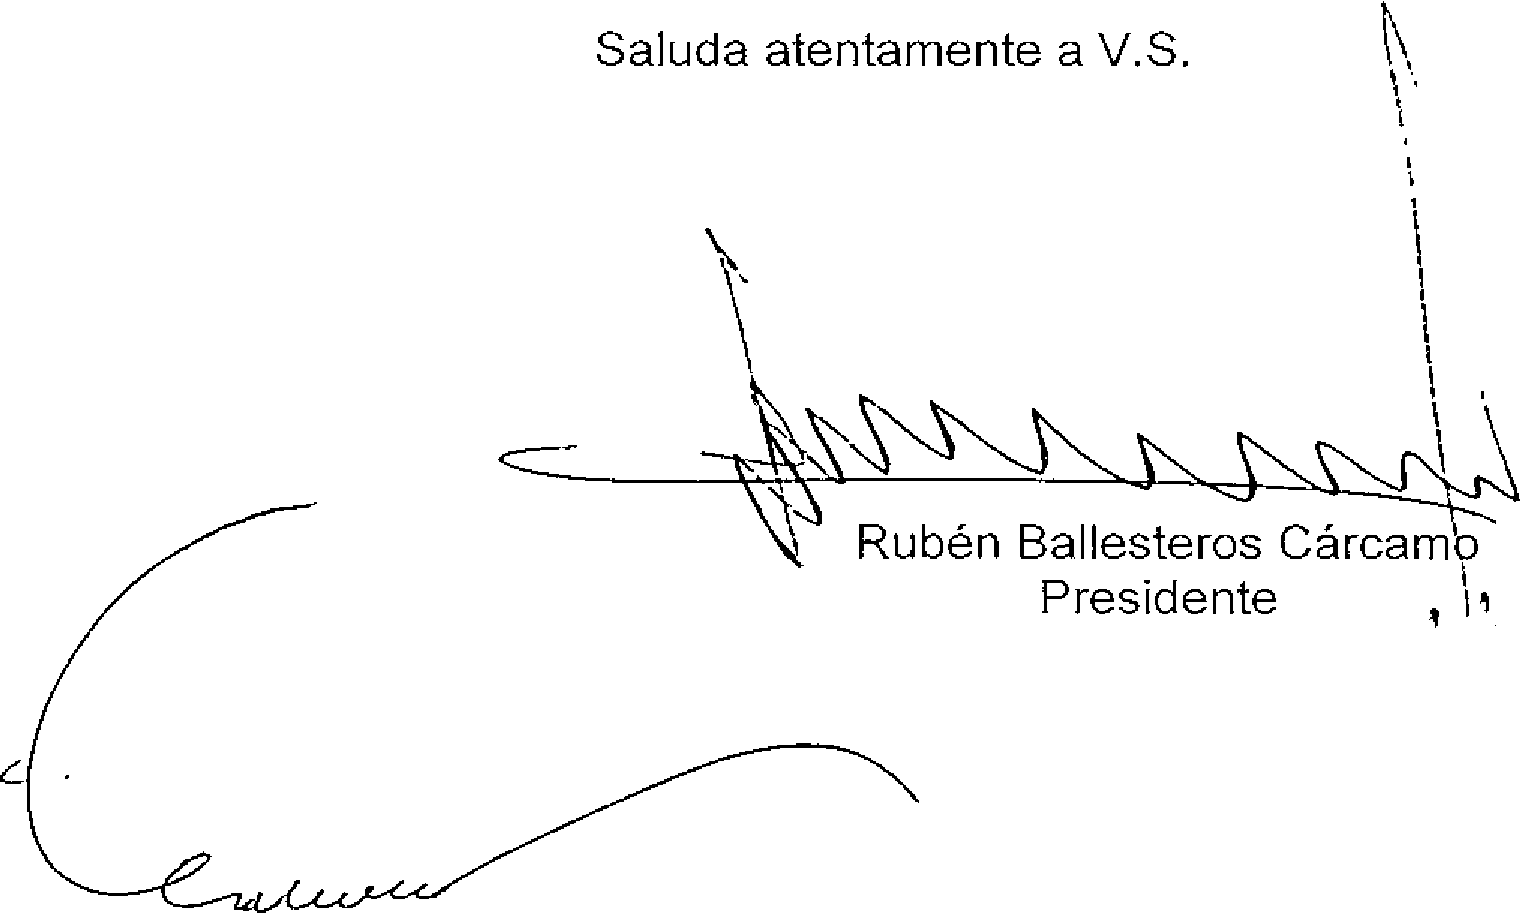 Saluda atentamente a V.S.
Rubén Ballesteros Cárcamo
Presidente